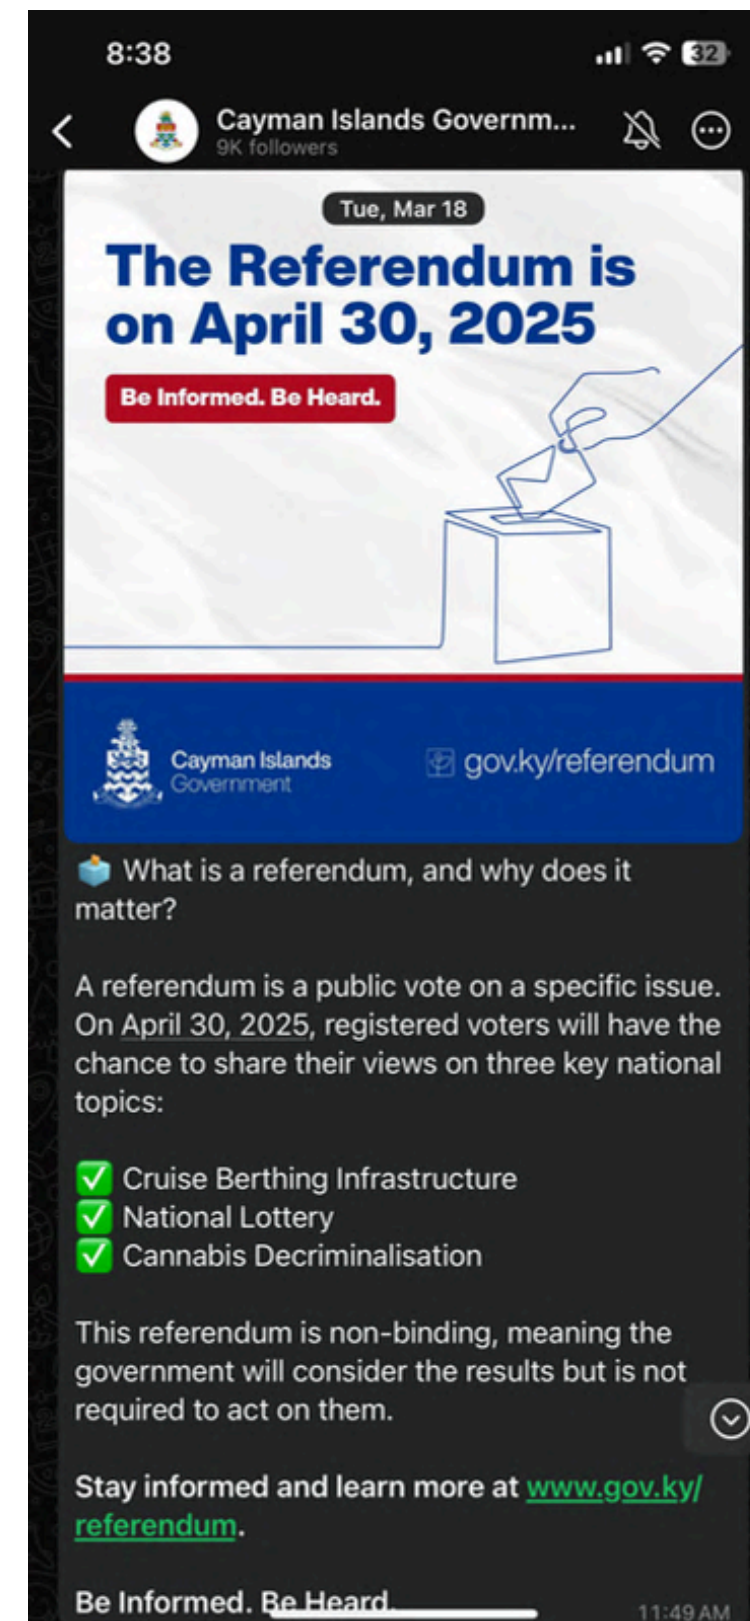 8:38
32
Cayman Islands Governm...
9K followers
Tue, Mar 18
The Referendum is
on April 30, 2025
Be Informed. Be Heard.
Cayman Islands
Government
gov.ky/referendum
What is a referendum, and why does it
matter?
A referendum is a public vote on a specific issue.
On April 30, 2025, registered voters will have the
chance to share their views on three key national
topics:
✅ Cruise Berthing Infrastructure
✅ National Lottery
✅ Cannabis Decriminalisation
This referendum is non-binding, meaning the
government will consider the results but is not
required to act on them.
Stay informed and learn more at www.gov.ky/
referendum.
Be Informed. Be Heard.
11:49 AM